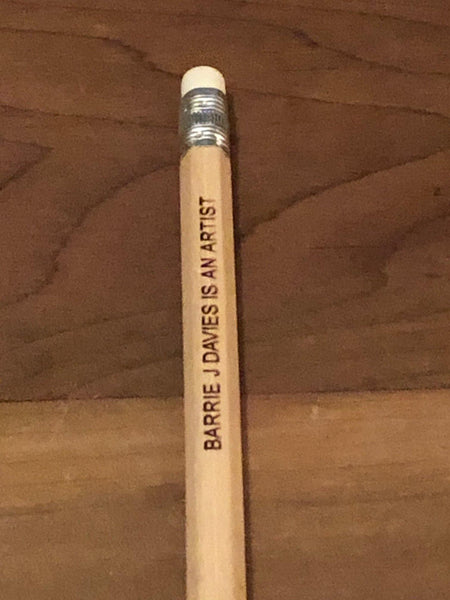 BARRIE J DAVIES IS AN ARTIST